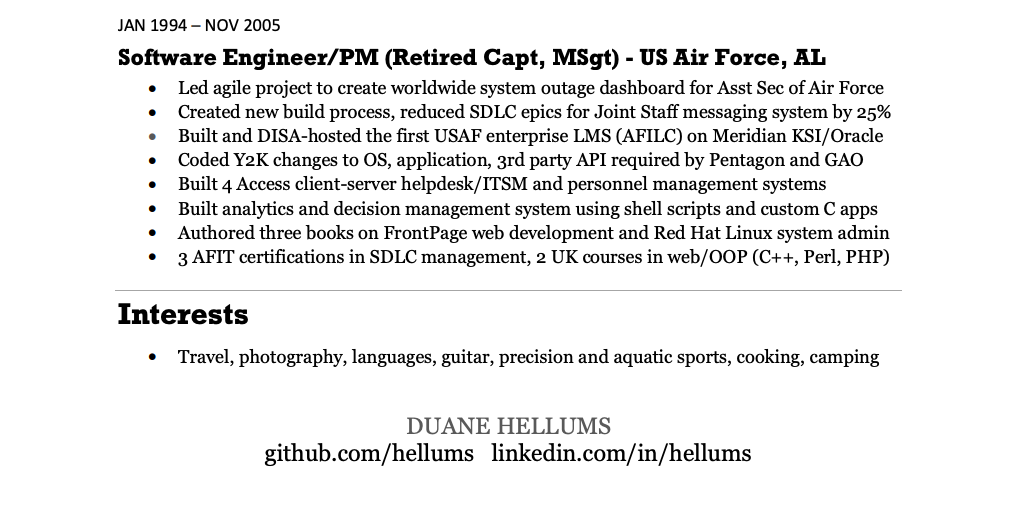 JAN 1994 – NOV 2005
Software Engineer/PM (Retired Capt, MSgt) - US Air Force, AL
• Led agile project to create worldwide system outage dashboard for Asst Sec of Air Force
• Created new build process, reduced SDLC epics for Joint Staff messaging system by 25%
• Built and DISA-hosted the first USAF enterprise LMS (AFILC) on Meridian KSI/Oracle
• Coded Y2K changes to OS, application, 3rd party API required by Pentagon and GAO
• Built 4 Access client-server helpdesk/ITSM and personnel management systems
• Built analytics and decision management system using shell scripts and custom C apps
• Authored three books on FrontPage web development and Red Hat Linux system admin
• 3 AFIT certifications in SDLC management, 2 UK courses in web/OOP (C++, Perl, PHP)
Interests
• Travel, photography, languages, guitar, precision and aquatic sports, cooking, camping
DUANE HELLUMS
github.com/hellums linkedin.com/in/hellums